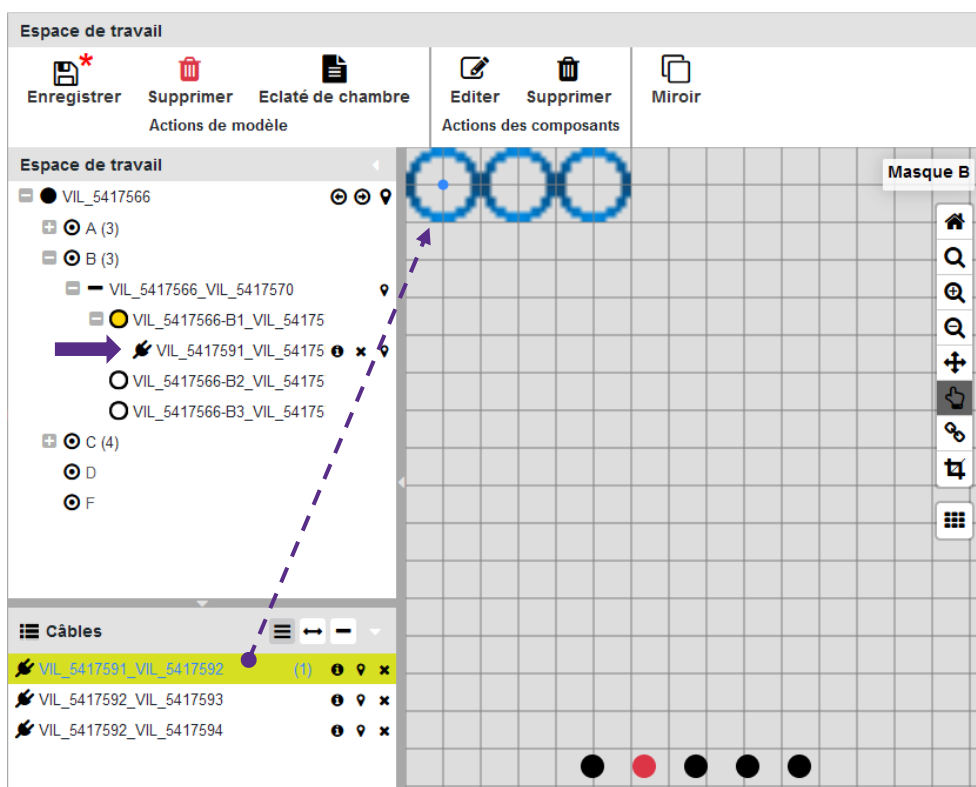 Espace de travail
Enregistrer Supprimer Eclaté de chambre Editer Supprimer Miroir
Actions de modèle Actions des composants
Espace de travail
Masque B
VIL_5417566
A (3)
B (3)
VIL_5417566_VIL_5417570
VIL_5417566-B1_VIL_54175
VIL_5417591_VIL_54175
VIL_5417566-B2_VIL_54175
VIL_5417566-B3_VIL_54175
C (4)
D
F
Câbles
VIL_5417591_VIL_5417592 (1)
VIL_5417592_VIL_5417593
VIL_5417592_VIL_5417594